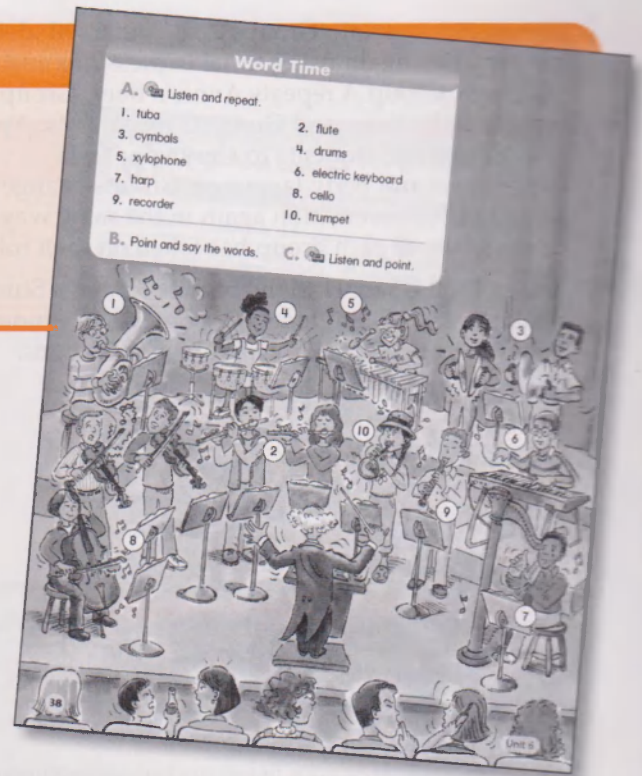 Word Time
A. Listen and repeat.
1. tuba
2. flute
3. cymbals
4. drums
5. xylophone
6. electric keyboard
7. harp
8. cello
9. recorder
10. trumpet
B. Point and say the words. C. Listen and point.
1
4
5
3
10
6
2
9
8
7
38
Unit 6